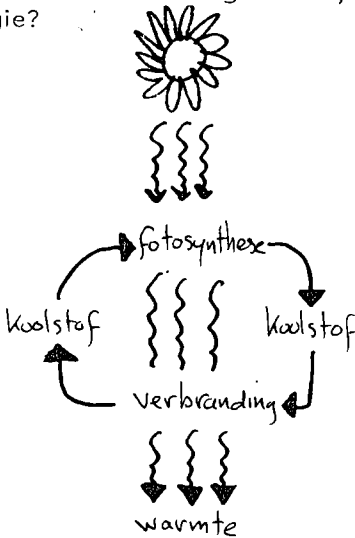 gie?
fotosynthese
koolstof koolstof
verbranding
warmte